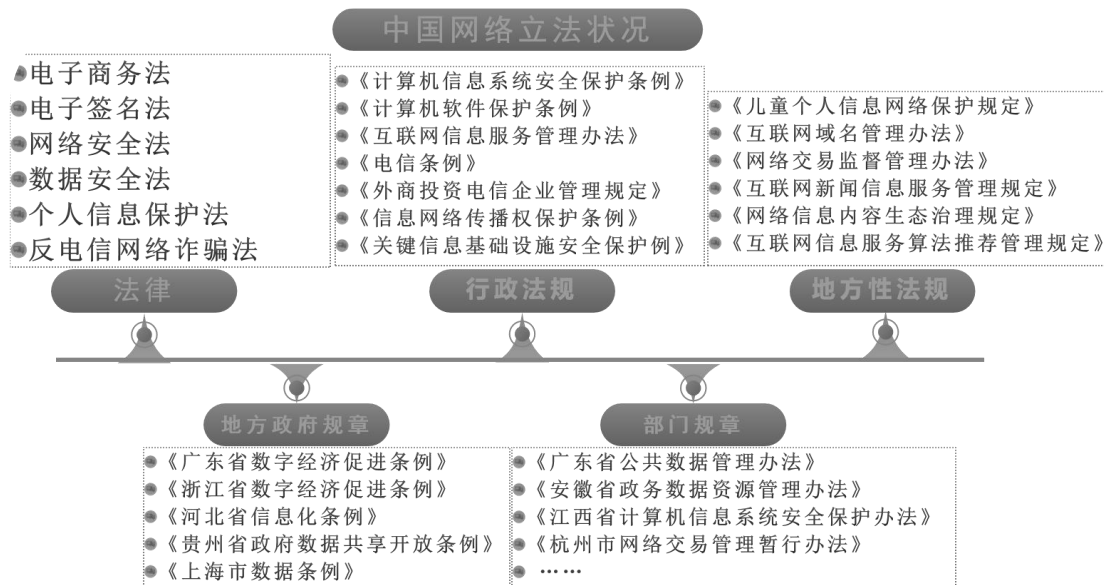 中国网络立法状况
电子商务法
电子签名法
网络安全法
数据安全法
个人信息保护法
反电信网络诈骗法
法律
《计算机信息系统安全保护条例》
《计算机软件保护条例》
《互联网信息服务管理办法》
《电信条例》
《外商投资电信企业管理规定》
《信息网络传播权保护条例》
《关键信息基础设施安全保护例》
行政法规
《儿童个人信息网络保护规定》
《互联网域名管理办法》
《网络交易监督管理办法》
《互联网新闻信息服务管理规定》
《网络信息内容生态治理规定》
《互联网信息服务算法推荐管理规定》
地方性法规
地方政府规章
《广东省数字经济促进条例》
《浙江省数字经济促进条例》
《河北省信息化条例》
《贵州省政府数据共享开放条例》
《上海市数据条例》
部门规章
《广东省公共数据管理办法》
《安徽省政务数据资源管理办法》
《江西省计算机信息系统安全保护办法》
《杭州市网络交易管理暂行办法》
……